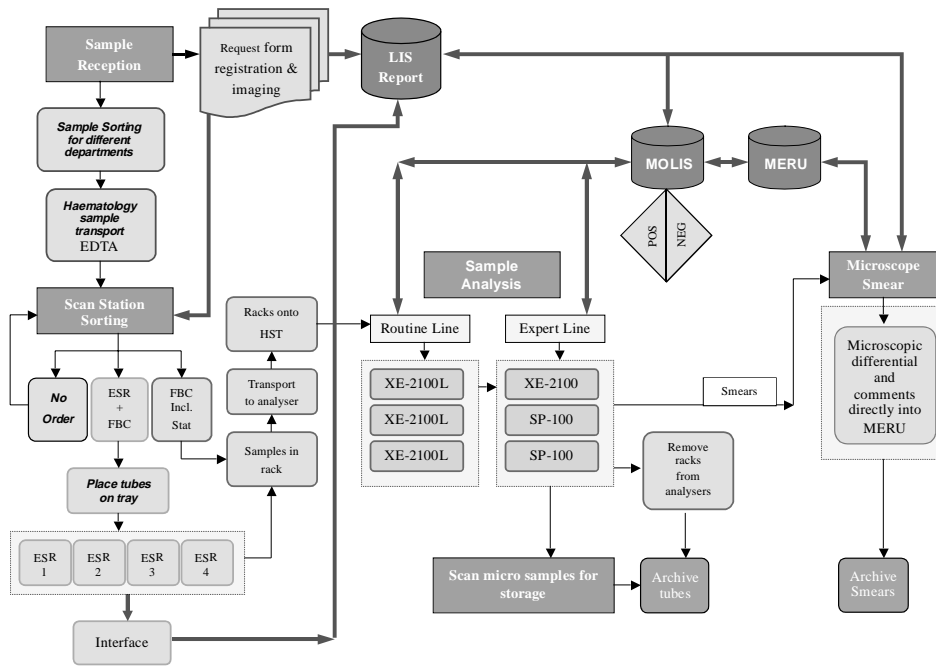 Sample
Reception
Request form
registration &
imaging
LIS
Report
Sample Sorting
for different
departments
MOLIS
MERU
POS
NEG
Haematology
sample
transport
EDTA
Sample
Analysis
Microscope
Smear
Scan Station
Sorting
Racks onto
HST
Routine Line
Expert Line
No
Order
ESR
+
FBC
FBC
Incl.
Stat
Transport
to analyser
XE-2100L
XE-2100L
XE-2100L
XE-2100
SP-100
SP-100
Smears
Microscopic
differential
and
comments
directly into
MERU
Samples in
rack
Remove
racks
from
analysers
Place tubes
on tray
ESR
1
ESR
2
ESR
3
ESR
4
Scan micro samples for
storage
Archive
tubes
Archive
Smears
Interface